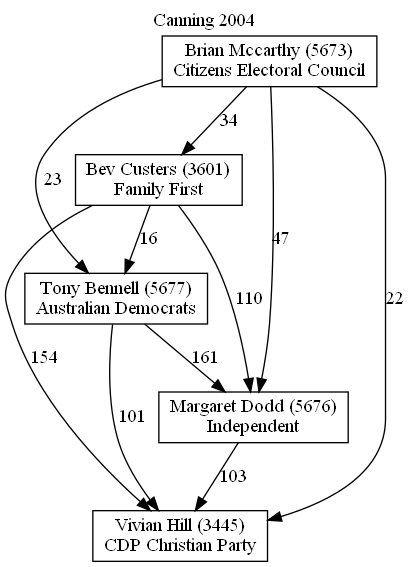 Canning 2004
Brian Mccarthy (5673)
Citizens Electoral Council
34
Bev Custers (3601)
Family First
23
16
47
110
22
Tony Bennell (5677)
Australian Democrats
154
161
101
Margaret Dodd (5676)
Independent
103
Vivian Hill (3445)
CDP Christian Party